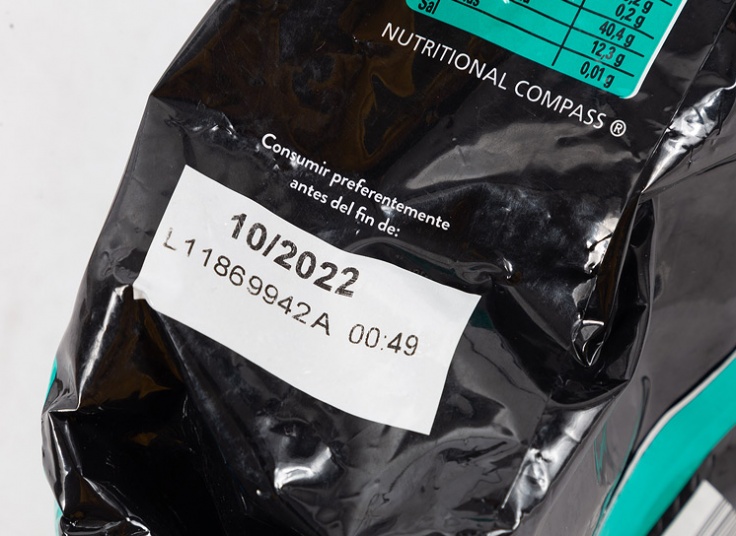 0,2 g
40,4 g
12,3 g
Sal 0,01 g
NUTRITIONAL COMPASS ®
Consumir preferentemente
antes del fin de:
10/2022
L11869942A 00:49